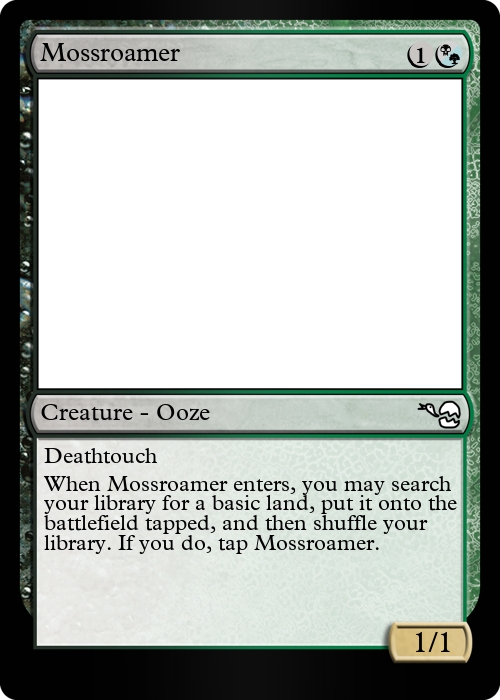 Mossroamer 1
Creature - Ooze
Deathtouch
When Mossroamer enters, you may search
your library for a basic land, put it onto the
battlefield tapped, and then shuffle your
library. If you do, tap Mossroamer.
1/1